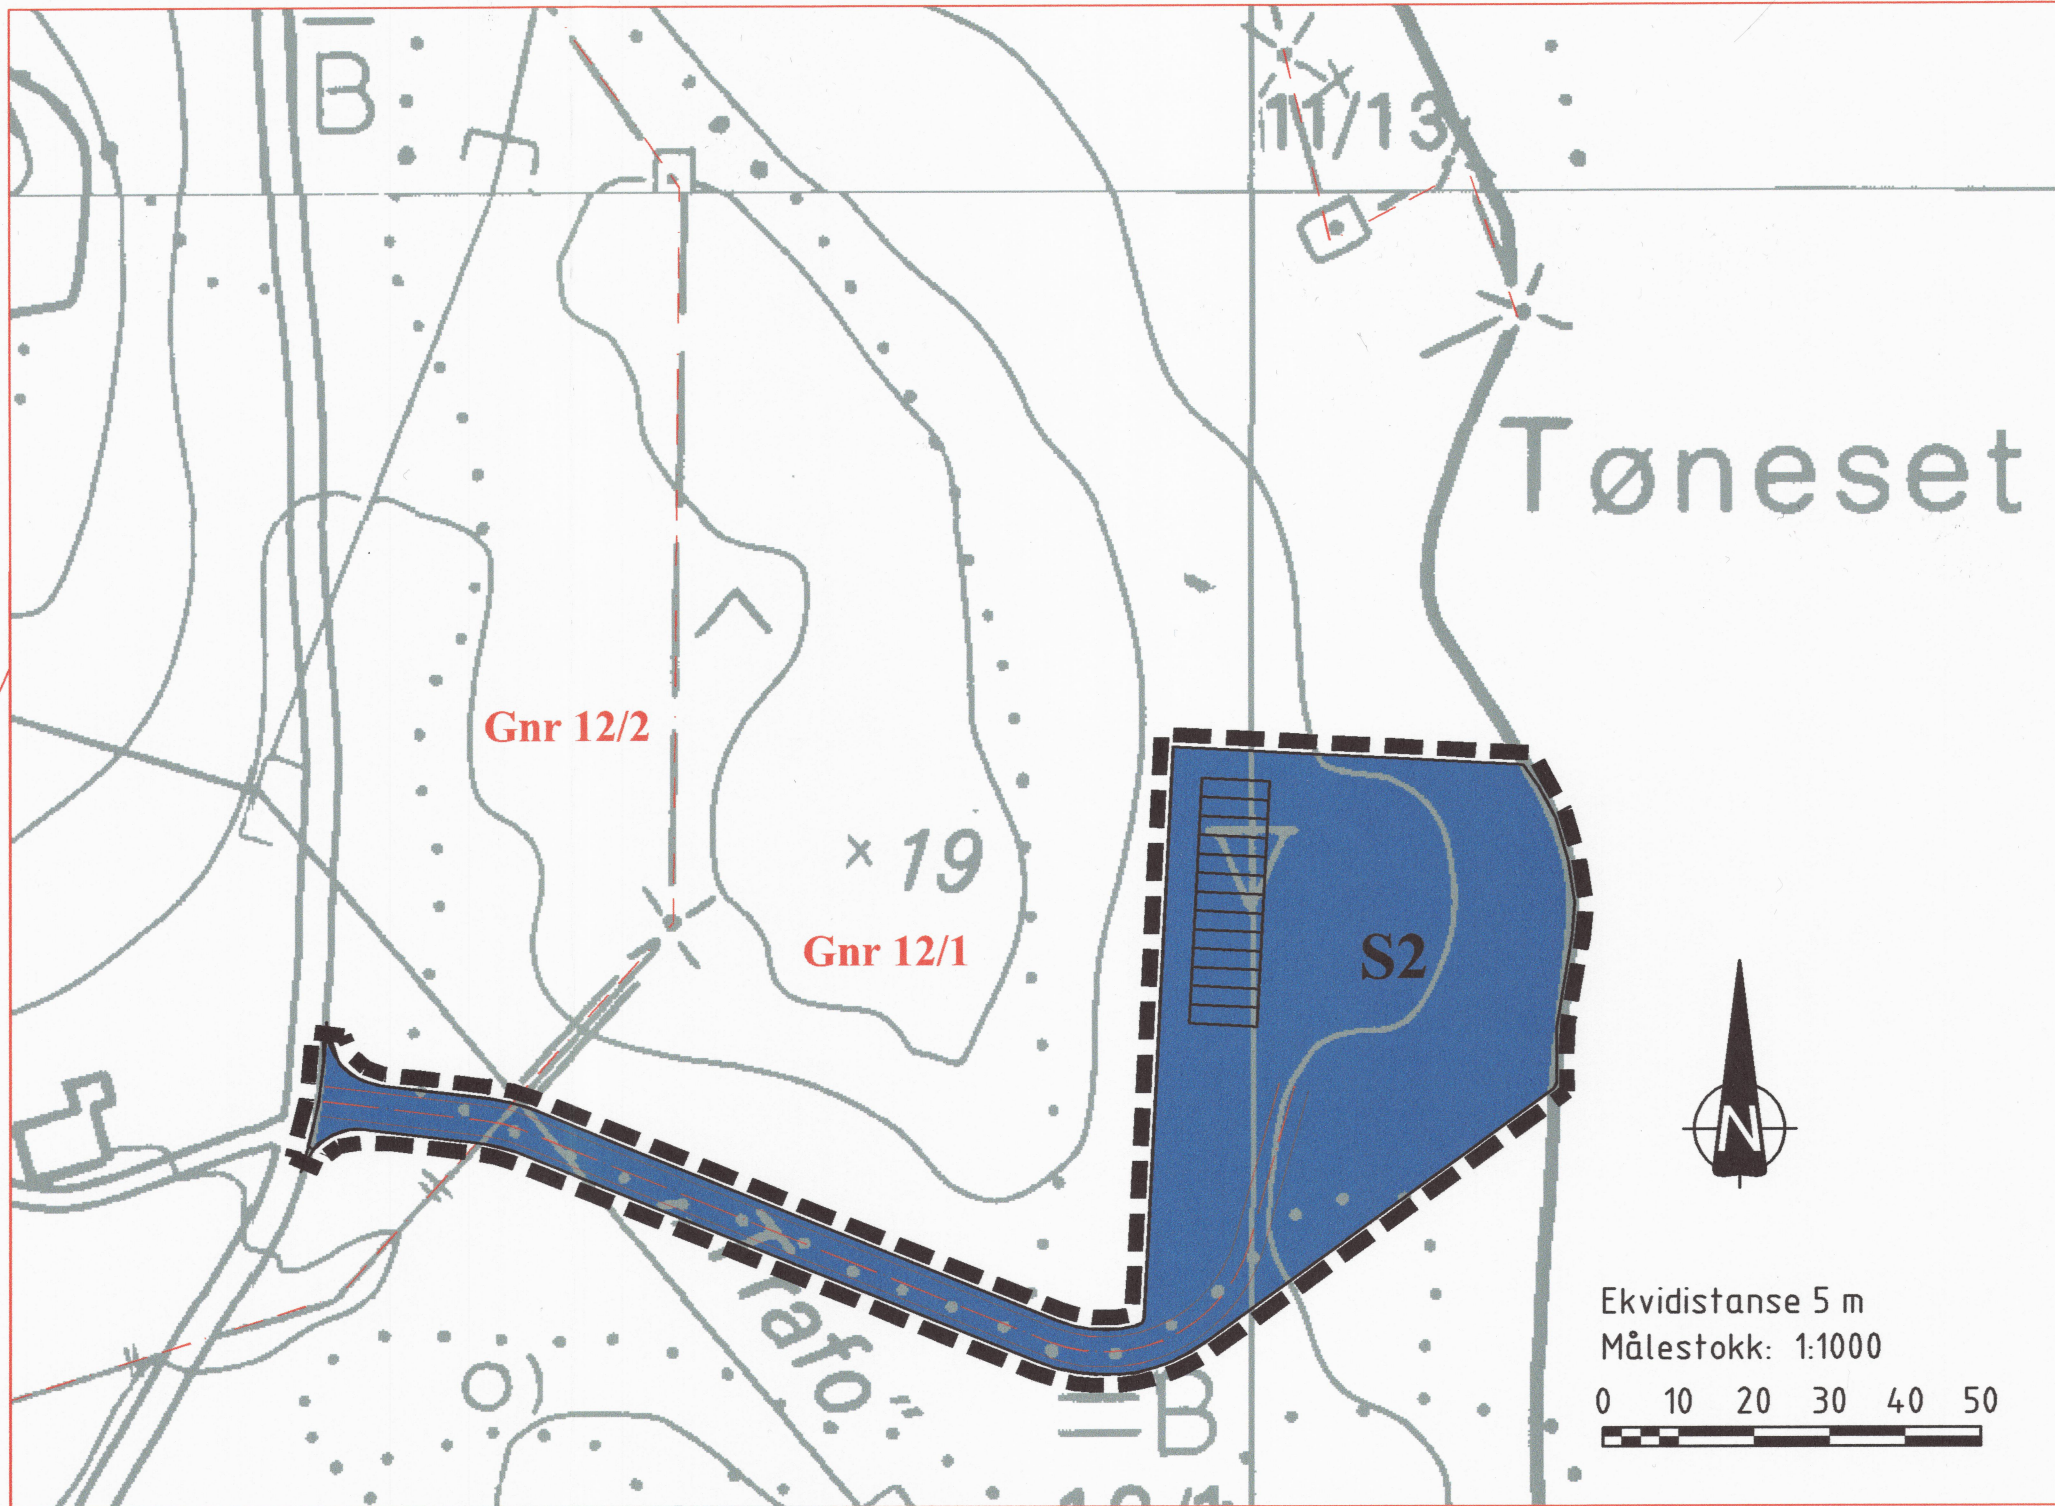 B
11/13
Tøneset
Gnr 12/2
× 19
Gnr 12/1
S2
N
Trafo"
Ekvidistanse 5 m
Målestokk: 1:1000
0 10 20 30 40 50
B